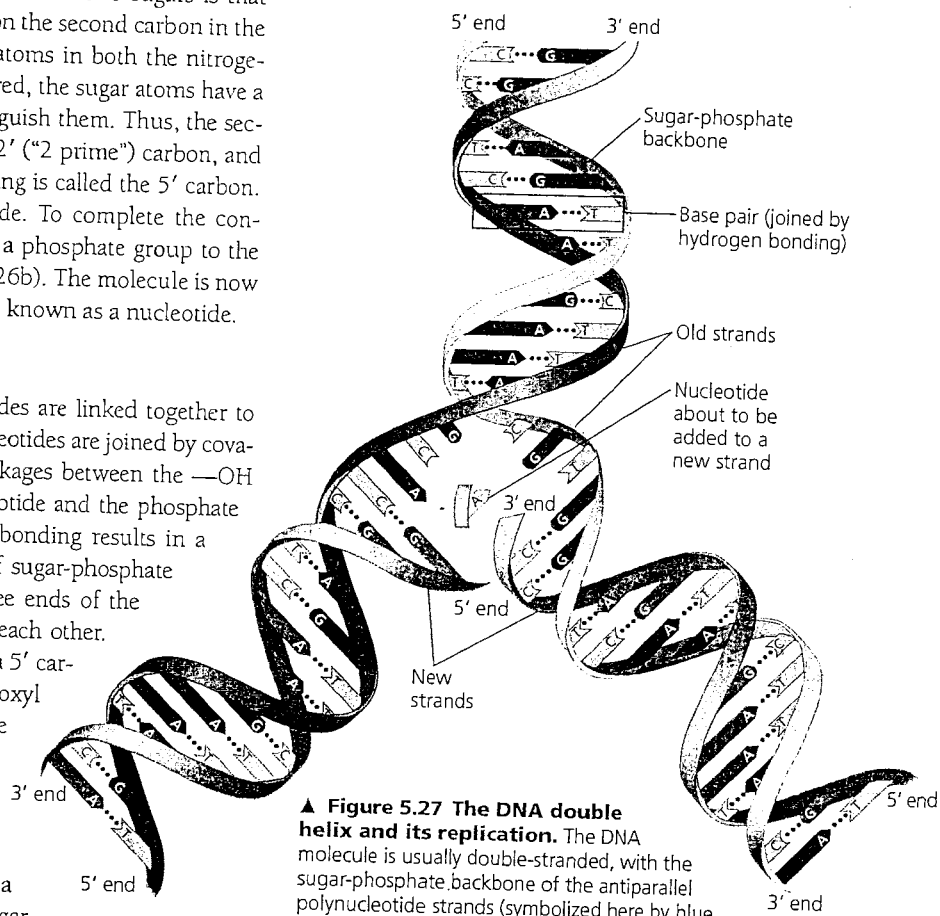 on the second carbon in the
atoms in both the nitroge-
red, the sugar atoms have a
guish them. Thus, the sec-
2′ (“2 prime”) carbon, and
ing is called the 5′ carbon.
de. To complete the con-
a phosphate group to the
26b). The molecule is now
known as a nucleotide.
des are linked together to
eotides are joined by cova-
kages between the —OH
otide and the phosphate
bonding results in a
f sugar-phosphate
ee ends of the
each other.
a 5′ car-
oxyl
e
a
5′ end
3′ end
C G
C G
Sugar-phosphate
backbone
T A
C G
A T
Base pair (joined by
hydrogen bonding)
A T
G C
A T
Old strands
A T
T A
Nucleotide
about to be
added to a
new strand
G
C
A
C G
G
C
G
T
A
3′ end
G
C
G
C
5′ end
New
strands
T A
C G
A T
A T
T A
A T
A T
G C
C G
A T
3′ end
5′ end
T A
C G
A T
A T
G C
A T
A T
T A
C G
T A
5′ end
3′ end
▲ Figure 5.27 The DNA double
helix and its replication. The DNA
molecule is usually double-stranded, with the
sugar-phosphate backbone of the antiparallel
polynucleotide strands (symbolized here by blue